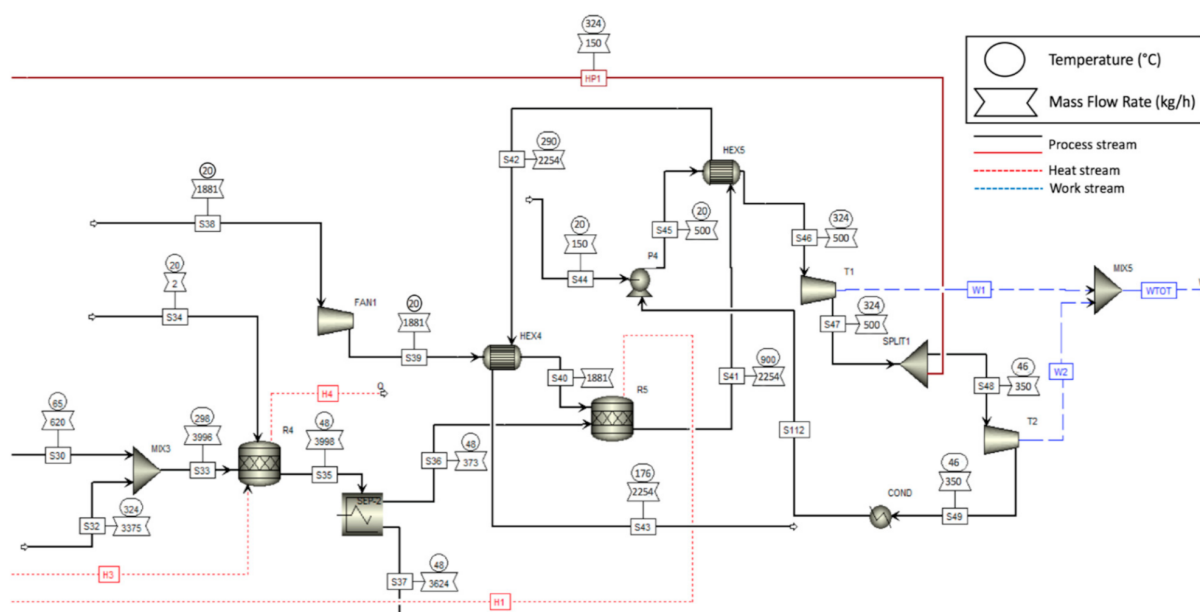 324
150
HP1
Temperature (°C)
Mass Flow Rate (kg/h)
Process stream
Heat stream
Work stream
HEX5
S42
290
2254
20
1881
S38
S45
20
500
20
150
S44
P4
S46
324
500
T1
W1
MIX5
WTOT
20
2
S34
FAN1
20
1881
S39
HEX4
S47
324
500
SPLIT1
S40
1881
R5
S41
900
2254
46
350
S48
W2
T2
65
620
S30
H4
Q
R4
MIX3
298
3996
S33
48
3998
S35
S36
48
373
S112
SEP-2
176
2254
S43
COND
46
350
S49
324
3375
S32
H3
S37
48
3624
H1